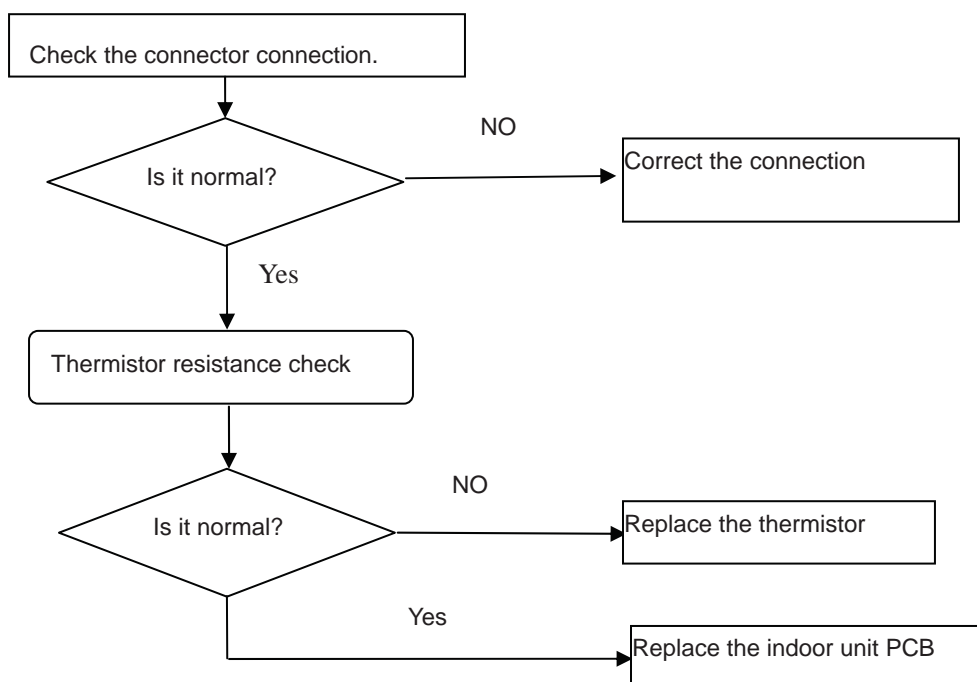 Check the connector connection.
NO
Is it normal?
Correct the connection
Yes
Thermistor resistance check
NO
Is it normal?
Replace the thermistor
Yes
Replace the indoor unit PCB